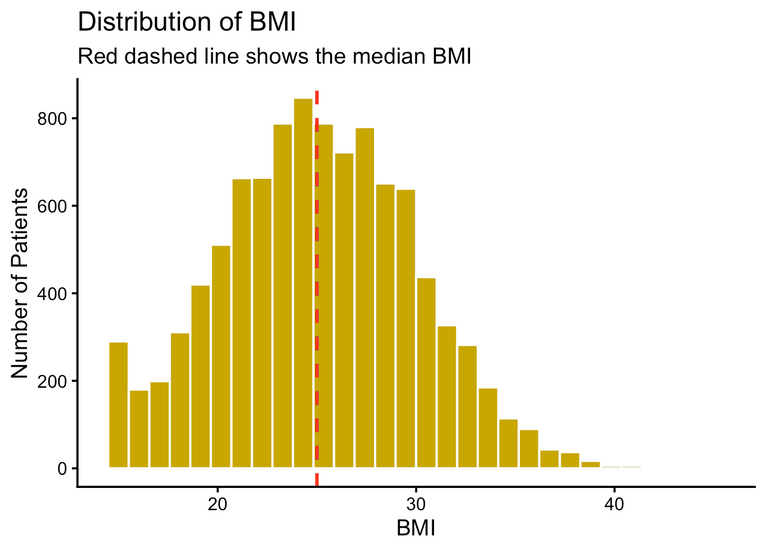 Distribution of BMI
Red dashed line shows the median BMI
Number of Patients
800
600
400
200
0
20
30
40
BMI